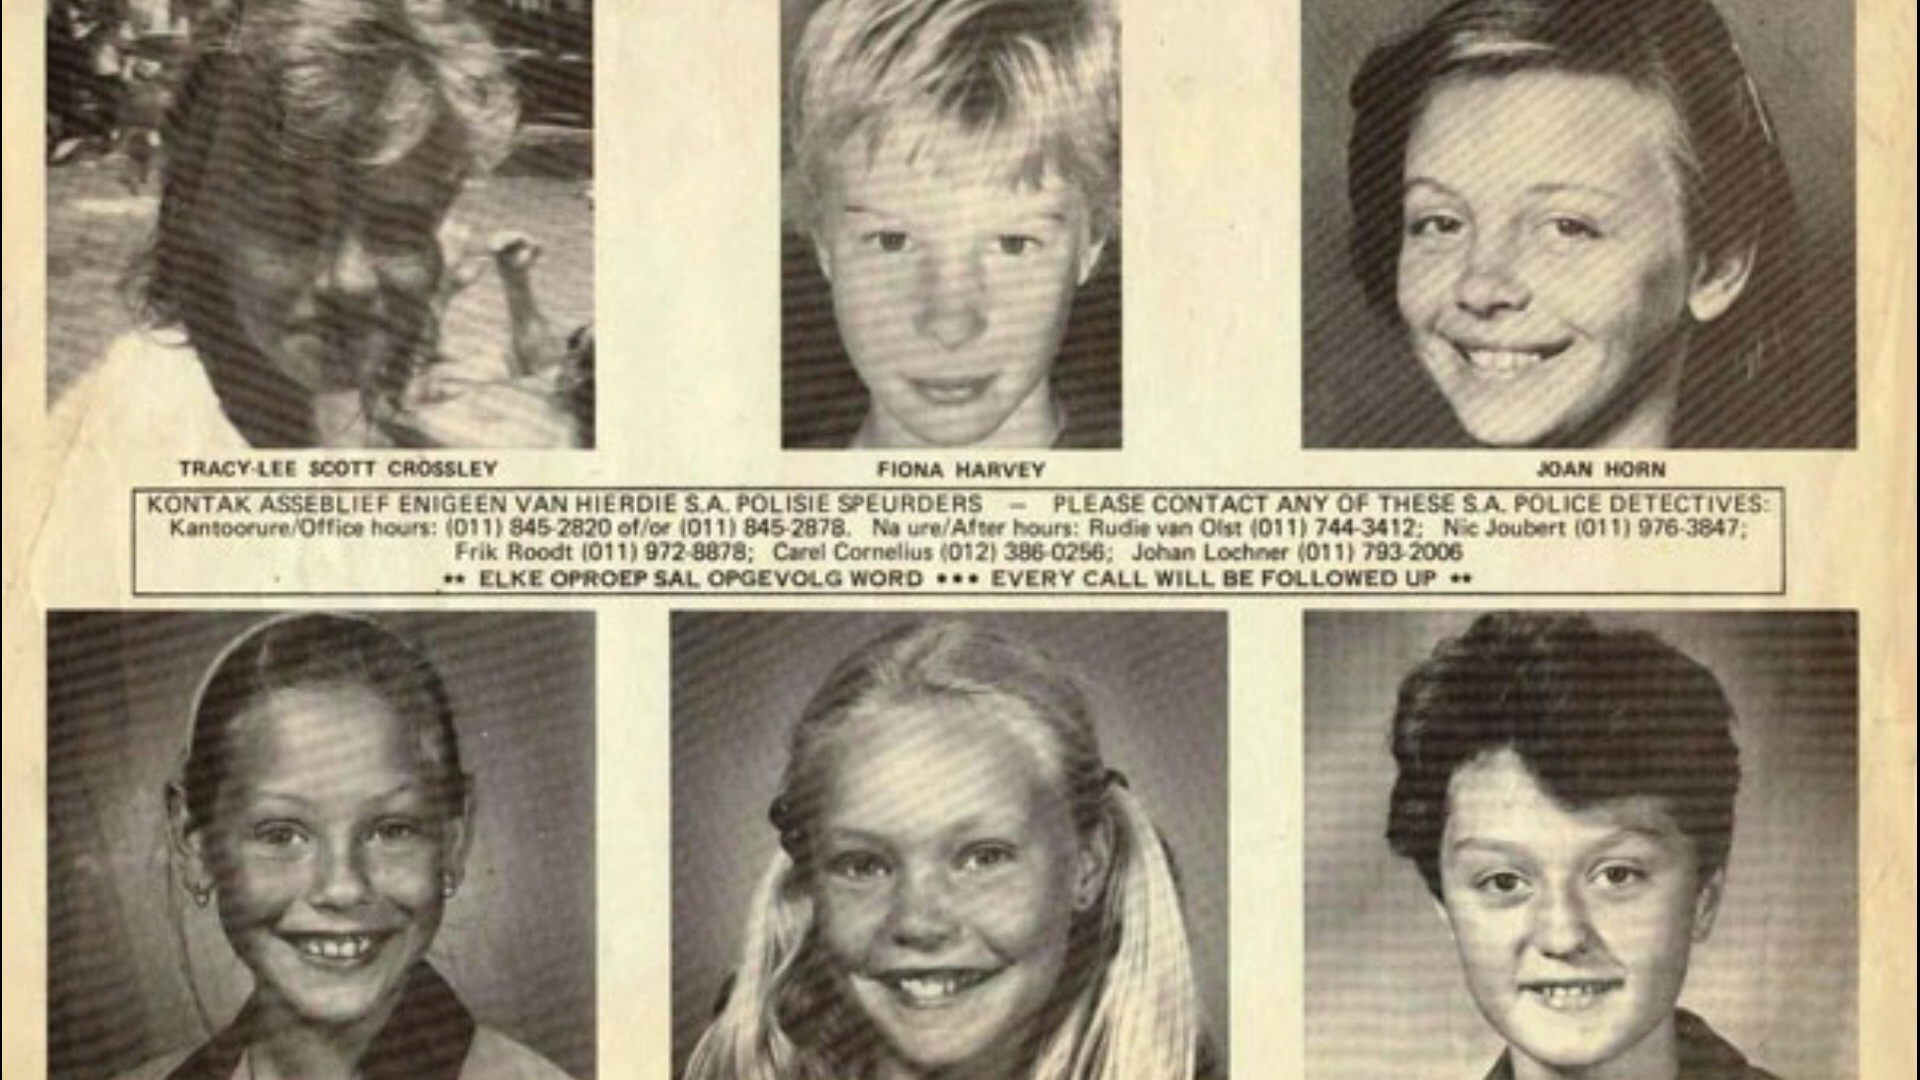 TRACY-LEE SCOTT CROSSLEY
FIONA HARVEY
JOAN HORN
KONTAK ASSEBLIEF ENIGEEN VAN HIERDIE S.A. POLISIE SPEURDERS — PLEASE CONTACT ANY OF THESE S.A. POLICE DETECTIVES:
Kantoorure/Office hours: (011) 845-2820 of/or (011) 845-2878. Na ure/After hours: Rudie van Olst (011) 744-3412; Nic Joubert (011) 976-3847;
Frik Roodt (011) 972-8878; Carel Cornelius (012) 386-0256; Johan Lochner (011) 793-2006
** ELKE OPROEP SAL OPGEVOLG WORD *** EVERY CALL WILL BE FOLLOWED UP **